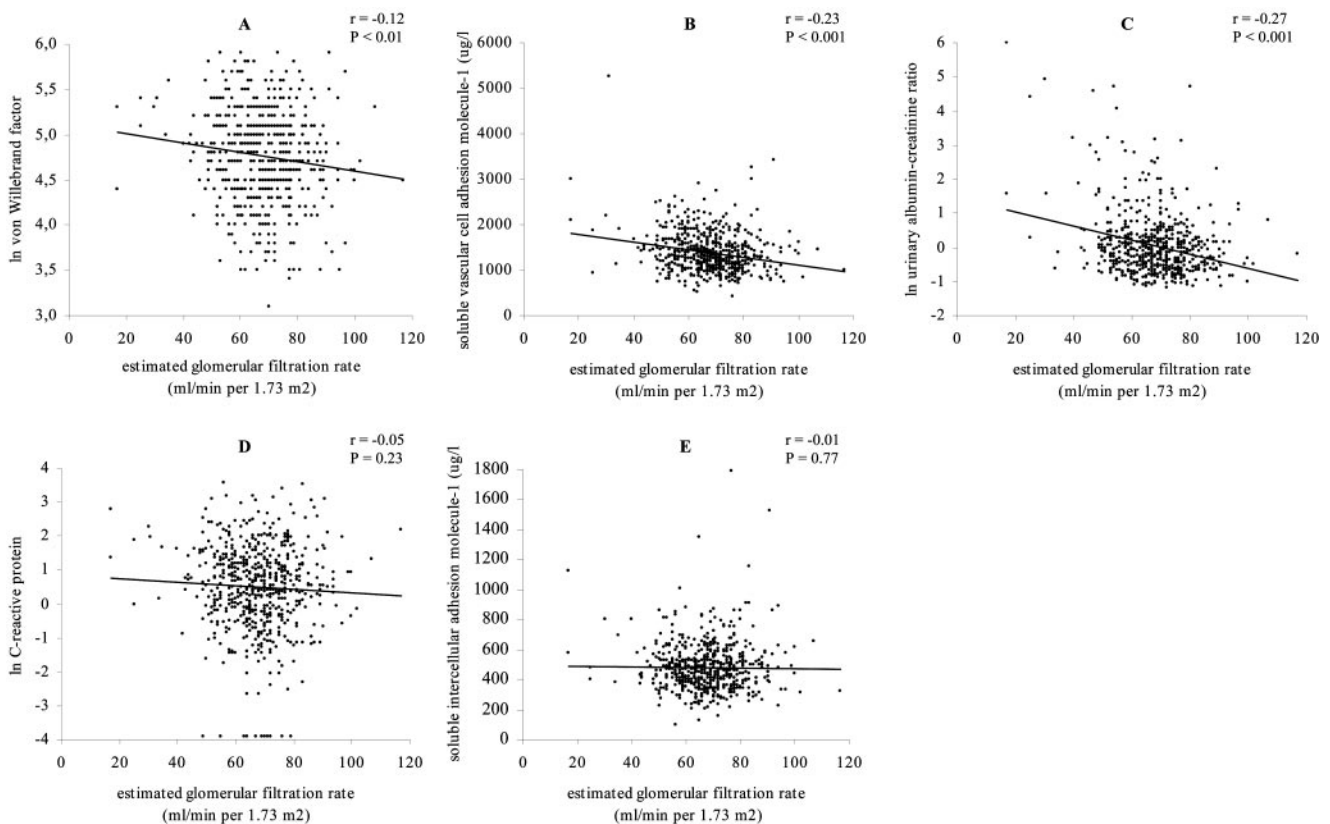 A
r = -0.12
P < 0.01
ln von Willebrand factor
6,0
5,5
5,0
4,5
4,0
3,5
3,0
0 20 40 60 80 100 120
estimated glomerular filtration rate
(ml/min per 1.73 m2)
B
r = -0.23
P < 0.001
soluble vascular cell adhesion molecule-1 (ug/l
6000
5000
4000
3000
2000
1000
0
0 20 40 60 80 100 120
estimated glomerular filtration rate
(ml/min per 1.73 m2)
C
r = -0.27
P < 0.001
ln urinary albumin-creatinine ratio
6
5
4
3
2
1
0
-1
-2
0 20 40 60 80 100 120
estimated glomerular filtration rate
(ml/min per 1.73 m2)
D
r = -0.05
P = 0.23
ln C-reactive protein
4
3
2
1
0
-1
-2
-3
-4
0 20 40 60 80 100 120
estimated glomerular filtration rate
(ml/min per 1.73 m2)
E
r = -0.01
P = 0.77
soluble intercellular adhesion molecule-1 (ug/l
1800
1600
1400
1200
1000
800
600
400
200
0
0 20 40 60 80 100 120
estimated glomerular filtration rate
(ml/min per 1.73 m2)